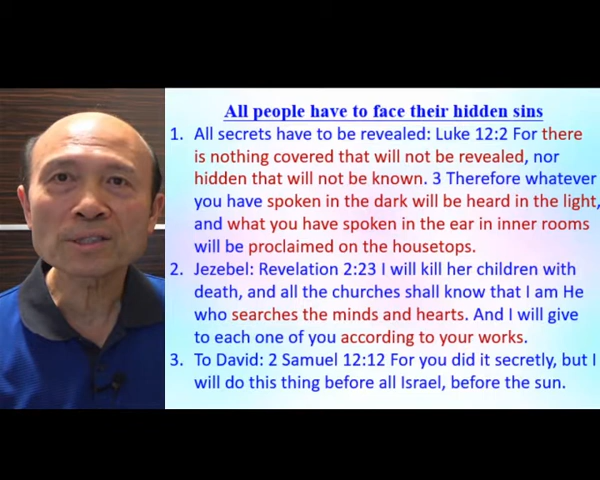 All people have to face their hidden sins
1. All secrets have to be revealed: Luke 12:2 For there
is nothing covered that will not be revealed, nor
hidden that will not be known. 3 Therefore whatever
you have spoken in the dark will be heard in the light,
and what you have spoken in the ear in inner rooms
will be proclaimed on the housetops.
2. Jezebel: Revelation 2:23 I will kill her children with
death, and all the churches shall know that I am He
who searches the minds and hearts. And I will give
to each one of you according to your works.
3. To David: 2 Samuel 12:12 For you did it secretly, but I
will do this thing before all Israel, before the sun.